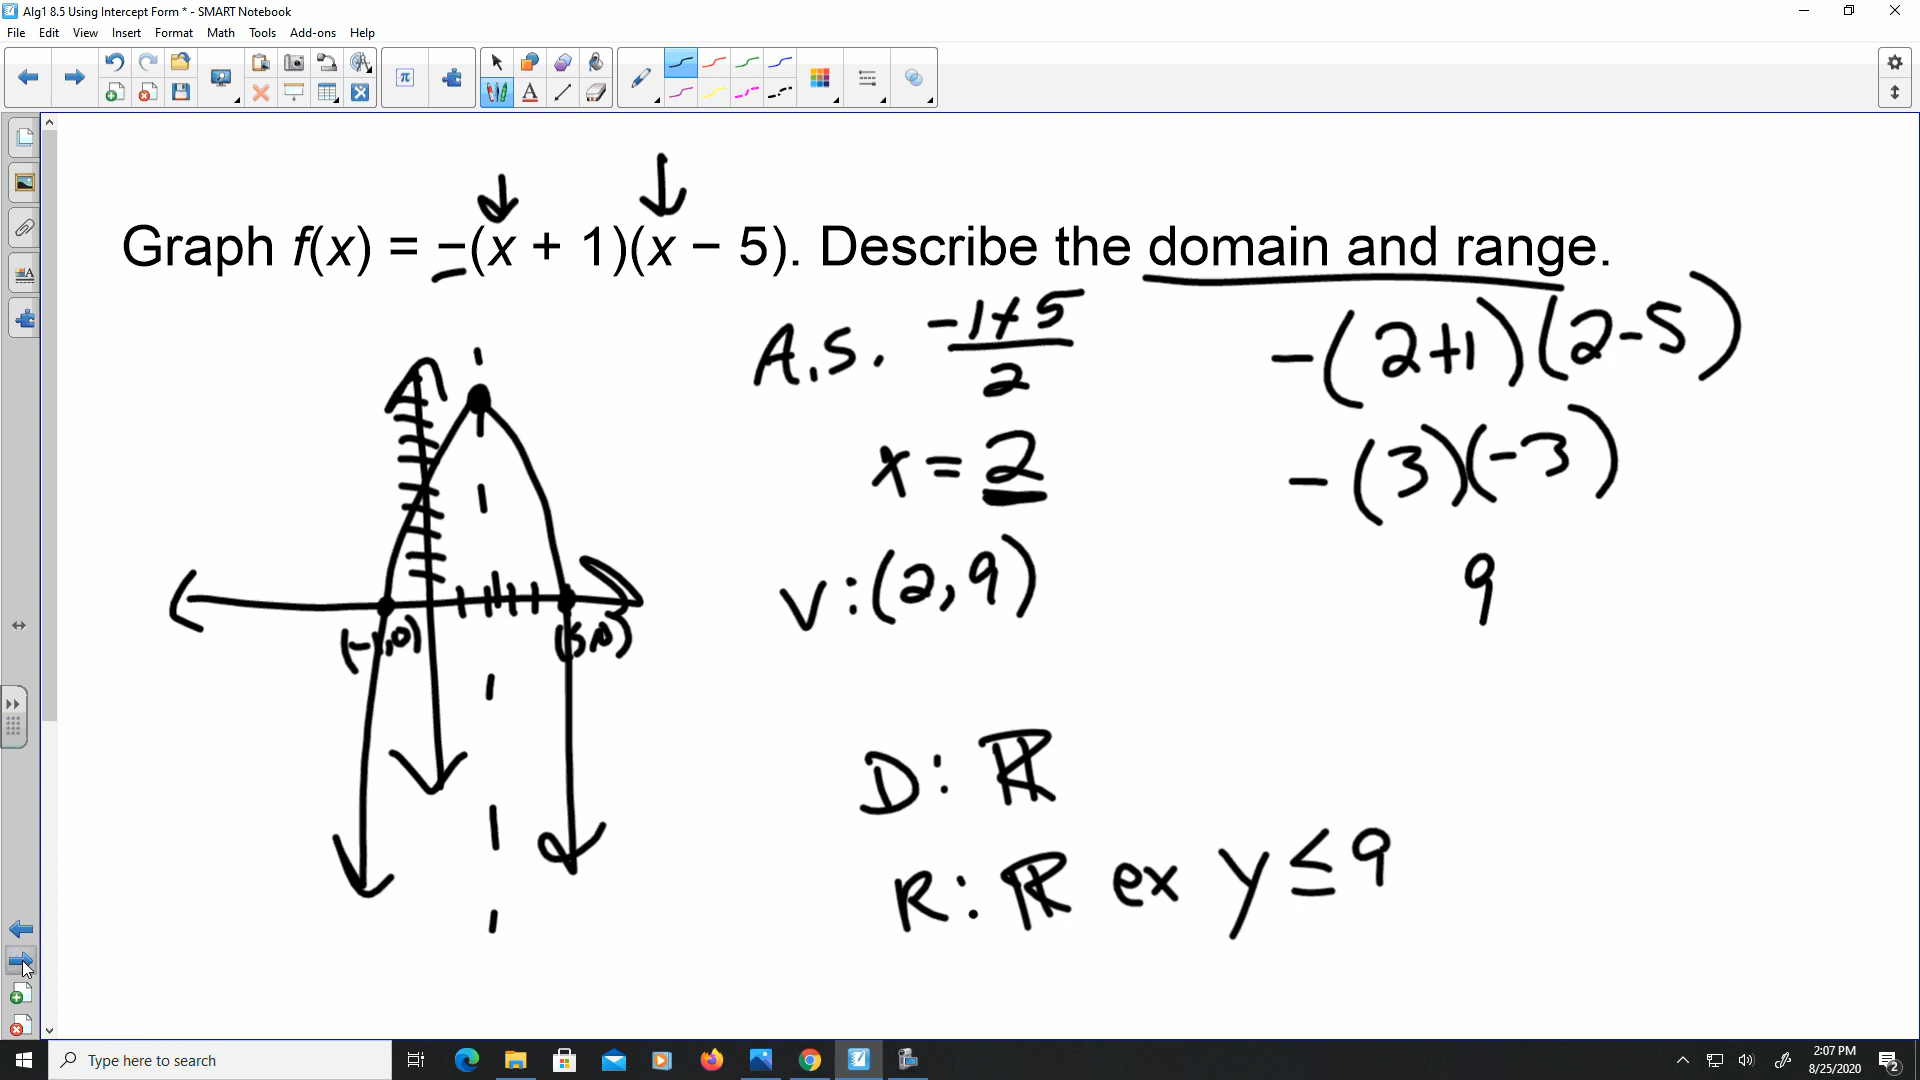 Alg1 8.5 Using Intercept Form * - SMART Notebook
File Edit View Insert Format Math Tools Add-ons Help
Graph f(x) = −(x + 1)(x − 5). Describe the domain and range.
A.S. -1+5
2
-(2+1)(2-5)
x = 2
-(3)(-3)
V:(2,9)
9
(-1,0)
(5,0)
D: ℝ
R: ℝ ex y ≤ 9
Type here to search
2:07 PM
8/25/2020
2